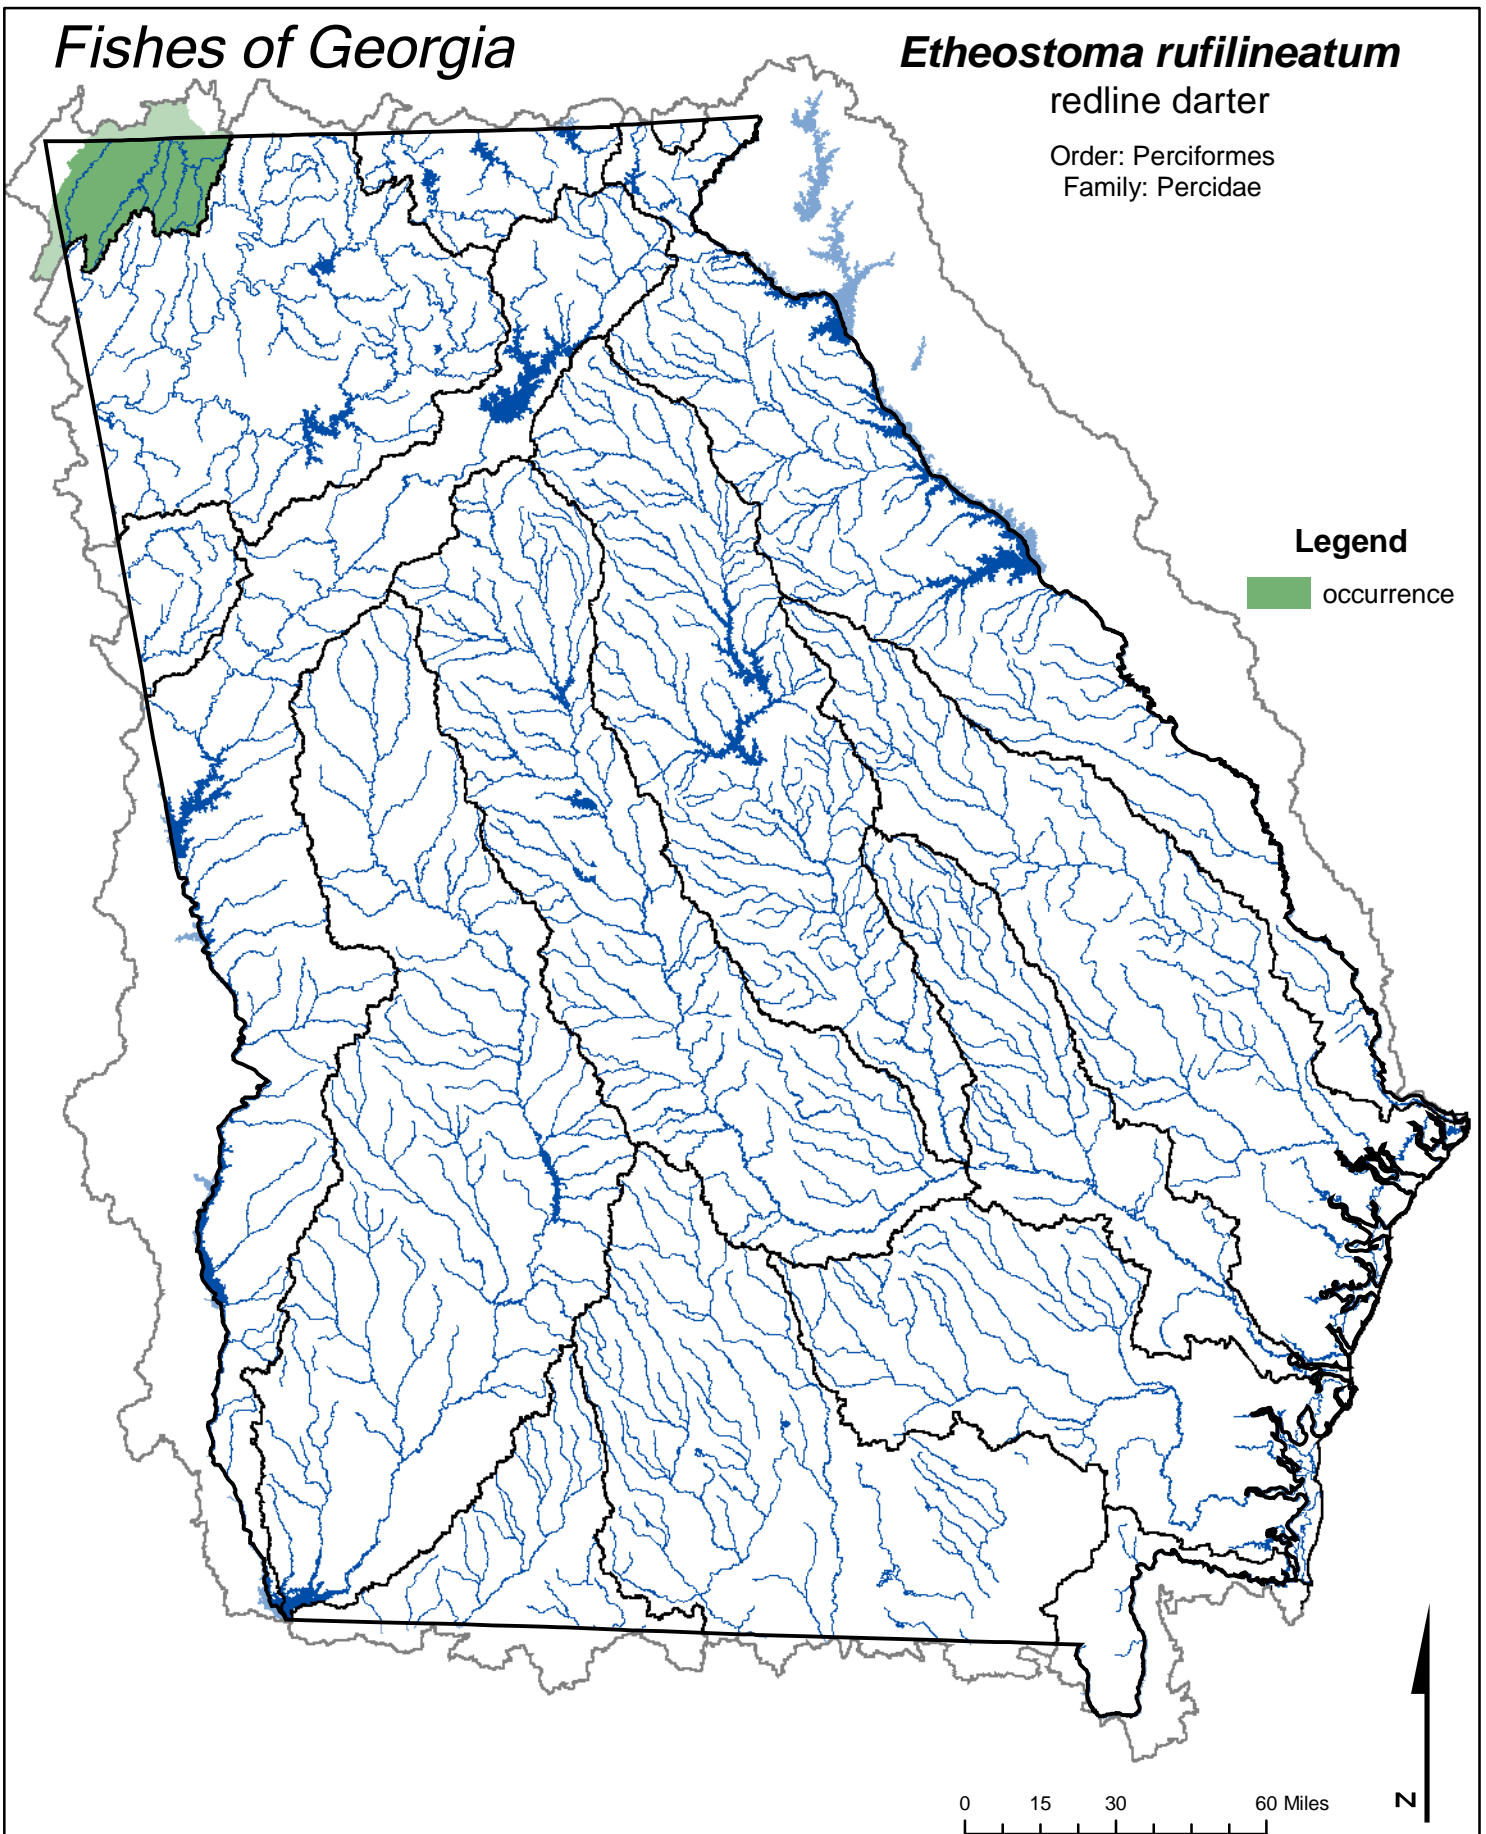 Fishes of Georgia
Etheostoma rufilineatum
redline darter
Order: Perciformes
Family: Percidae
Legend
occurrence
0 15 30 60 Miles
N